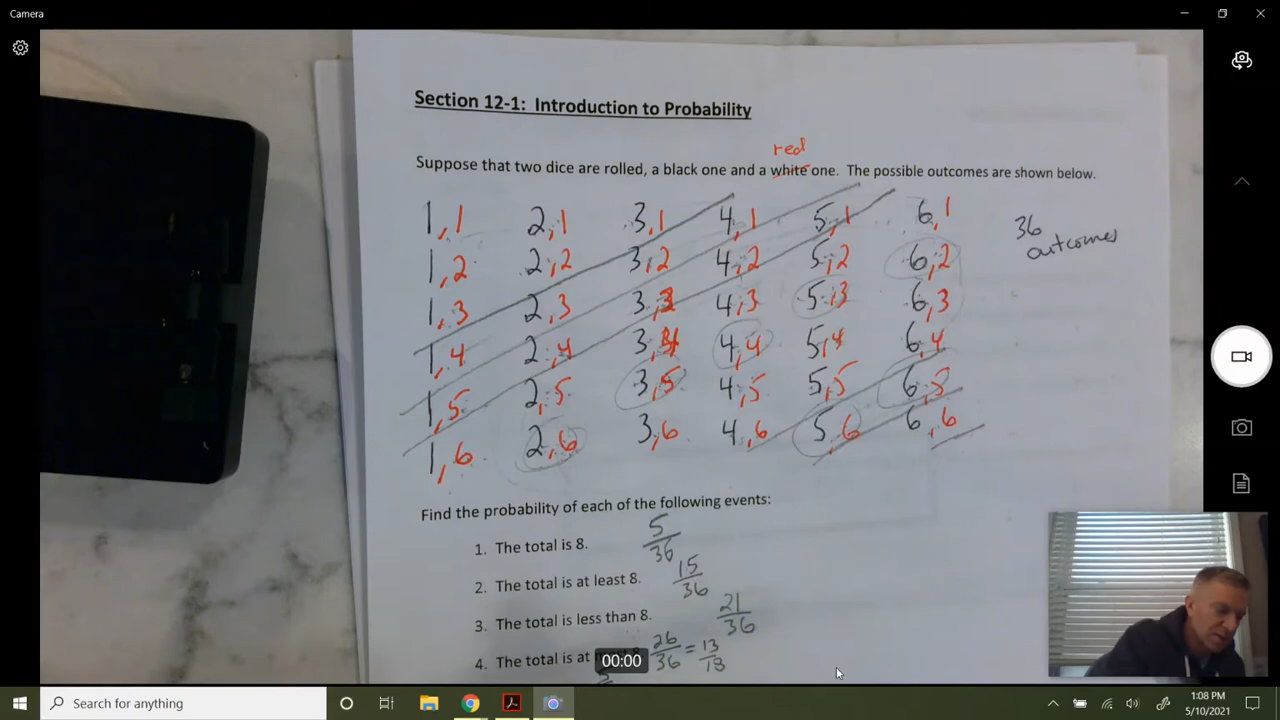 Camera
Section 12-1: Introduction to Probability
red
Suppose that two dice are rolled, a black one and a white one. The possible outcomes are shown below.
1,1 2,1 3,1 4,1 5,1 6,1
1,2 2,2 3,2 4,2 5,2 6,2
1,3 2,3 3,3 4,3 5,3 6,3
1,4 2,4 3,4 4,4 5,4 6,4
1,5 2,5 3,5 4,5 5,5 6,5
1,6 2,6 3,6 4,6 5,6 6,6
36
outcomes
Find the probability of each of the following events:
1. The total is 8. 5/36
2. The total is at least 8. 15/36
3. The total is less than 8. 21/36
4. The total is at 8 26/36 = 13/18
00:00
Search for anything
1:08 PM
5/10/2021